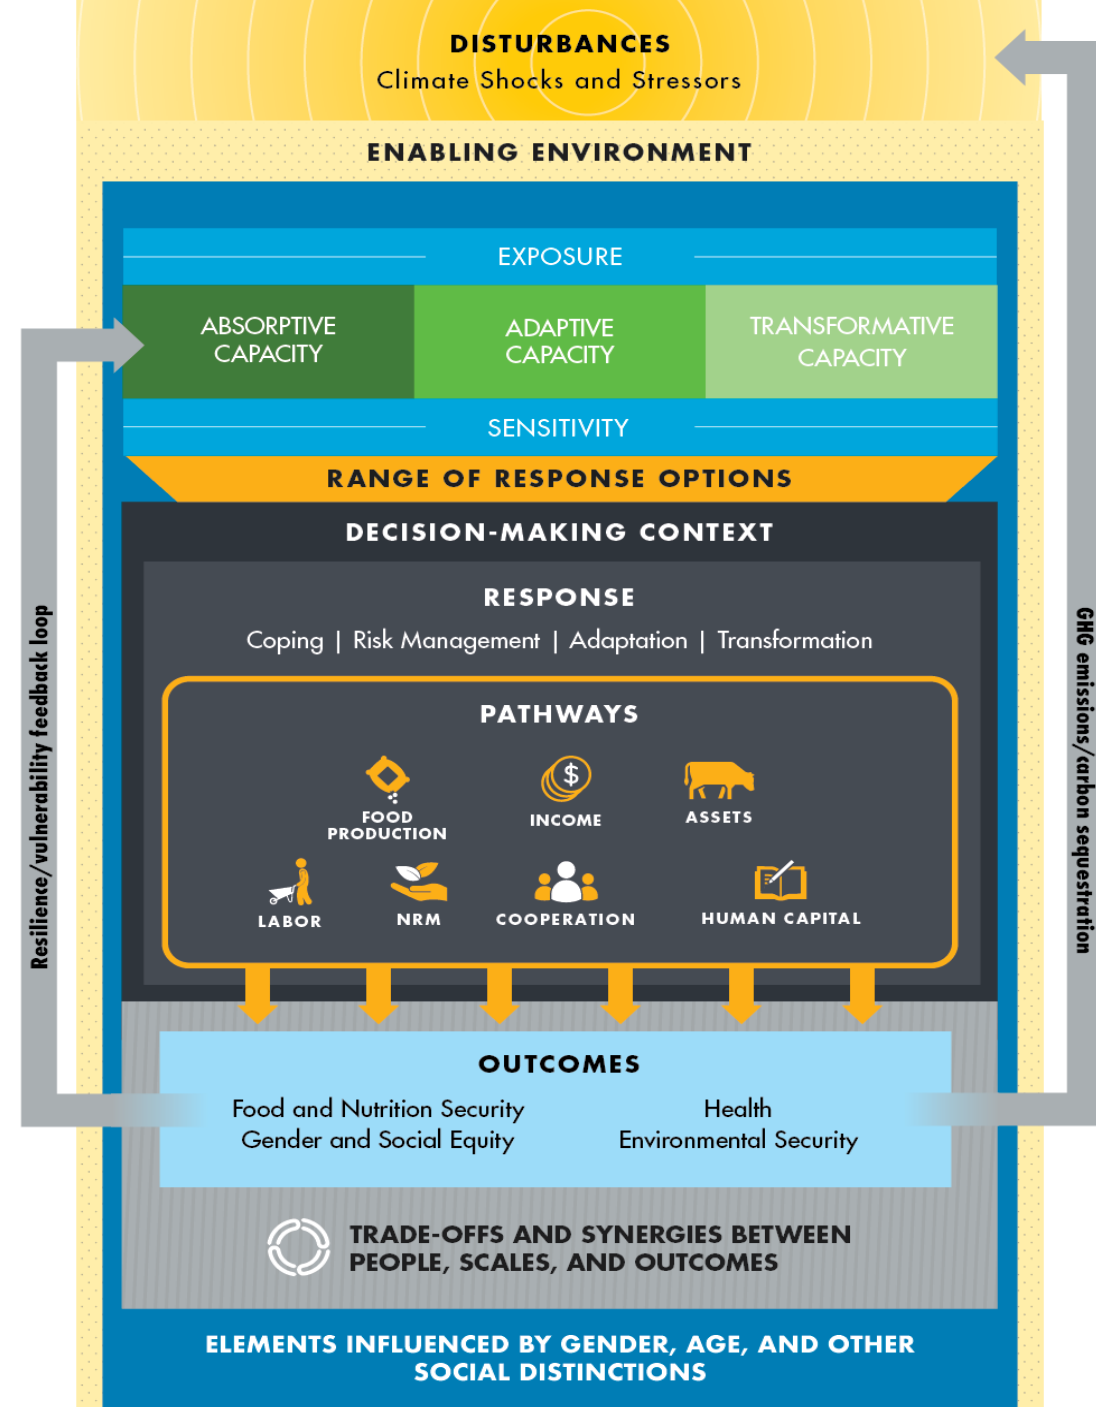 DISTURBANCES
Climate Shocks and Stressors
ENABLING ENVIRONMENT
EXPOSURE
ABSORPTIVE
CAPACITY
ADAPTIVE
CAPACITY
TRANSFORMATIVE
CAPACITY
SENSITIVITY
RANGE OF RESPONSE OPTIONS
DECISION-MAKING CONTEXT
RESPONSE
Coping | Risk Management | Adaptation | Transformation
PATHWAYS
$
FOOD
PRODUCTION
INCOME
ASSETS
LABOR
NRM
COOPERATION
HUMAN CAPITAL
OUTCOMES
Food and Nutrition Security
Gender and Social Equity
Health
Environmental Security
TRADE-OFFS AND SYNERGIES BETWEEN
PEOPLE, SCALES, AND OUTCOMES
ELEMENTS INFLUENCED BY GENDER, AGE, AND OTHER
SOCIAL DISTINCTIONS
Resilience/vulnerability feedback loop
GHG emissions/carbon sequestration